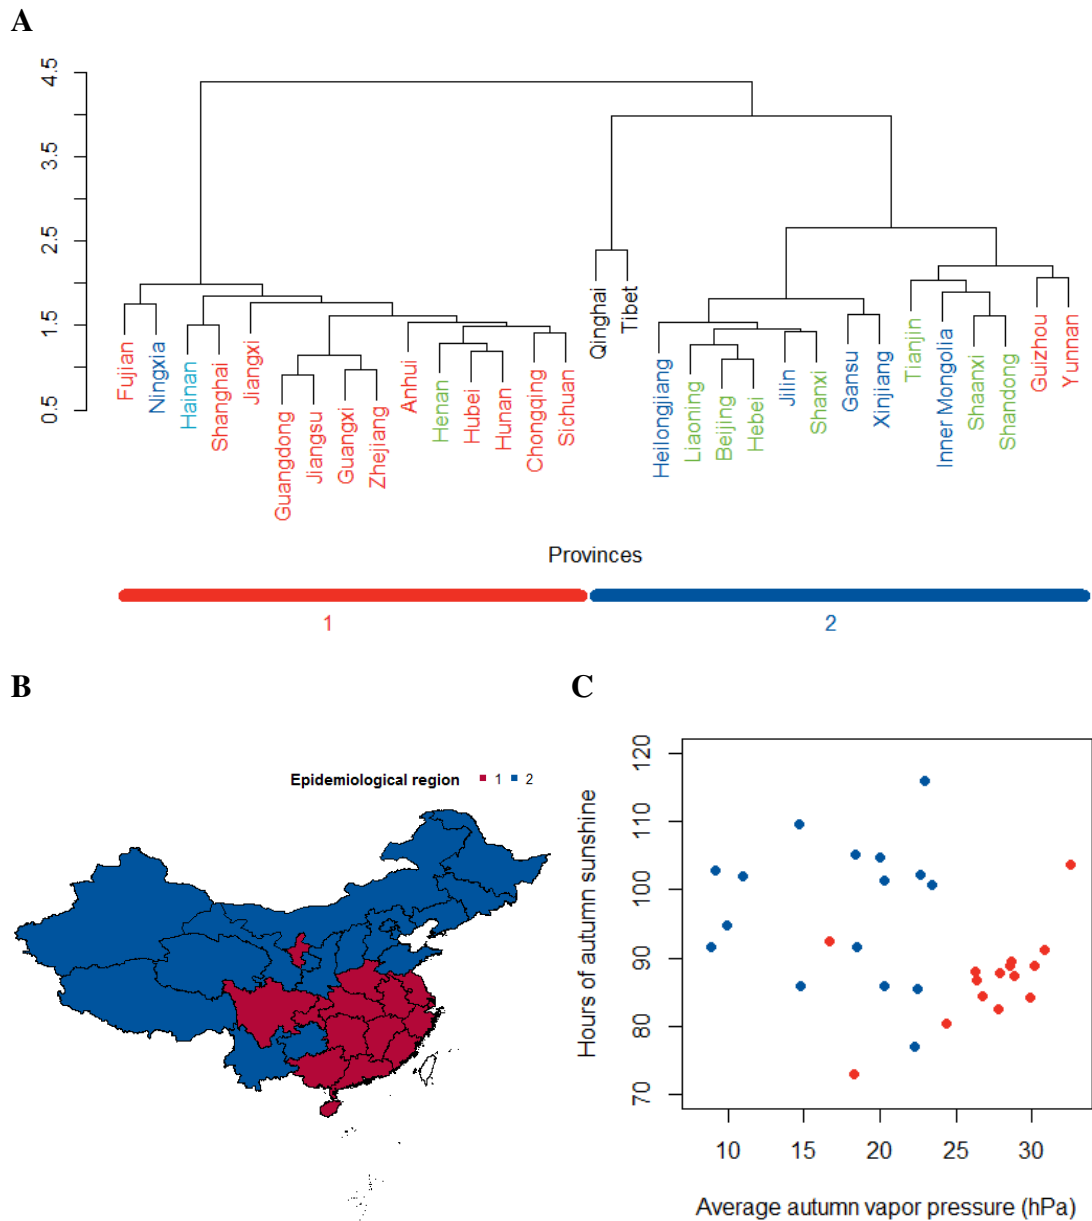 A
4.5
3.5
2.5
1.5
0.5
Fujian
Ningxia
Hainan
Shanghai
Jiangxi
Guangdong
Jiangsu
Guangxi
Zhejiang
Anhui
Henan
Hubei
Hunan
Chongqing
Sichuan
Qinghai
Tibet
Heilongjiang
Liaoning
Beijing
Hebei
Jilin
Shanxi
Gansu
Xinjiang
Tianjin
Inner Mongolia
Shaanxi
Shandong
Guizhou
Yunnan
Provinces
1
2
B
Epidemiological region 1 2
C
Hours of autumn sunshine
120
110
100
90
80
70
10 15 20 25 30
Average autumn vapor pressure (hPa)